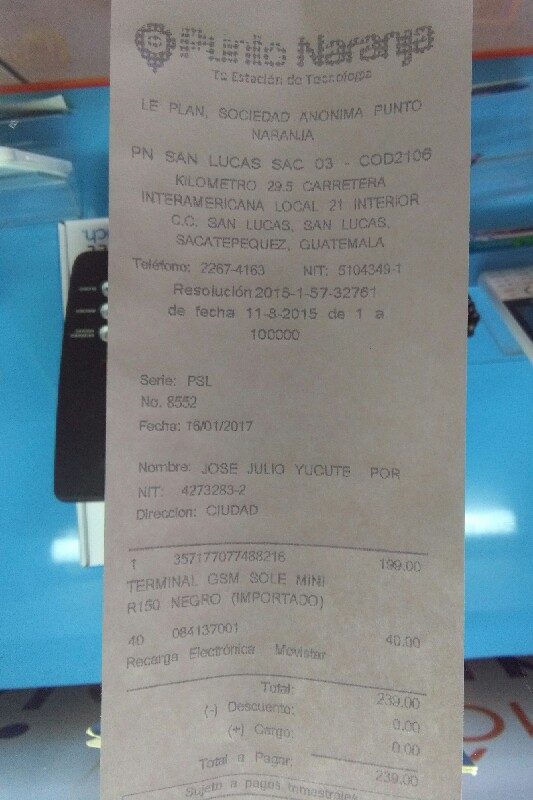 Punto Naranja
Tu Estación de Tecnología
LE PLAN, SOCIEDAD ANONIMA PUNTO
NARANJA
PN SAN LUCAS SAC 03 - COD2106
KILOMETRO 29.5 CARRETERA
INTERAMERICANA LOCAL 21 INTERIOR
C.C. SAN LUCAS, SAN LUCAS,
SACATEPEQUEZ, GUATEMALA
Teléfono: 2267-4163 NIT: 5104349-1
Resolución 2015-1-57-32761
de fecha 11-8-2015 de 1 a
100000
Serie: PSL
No. 8552
Fecha: 16/01/2017
Nombre: JOSE JULIO YUCUTE POR
NIT: 4273283-2
Direccion: CIUDAD
1 357177077488216 199.00
TERMINAL GSM SOLE MINI
R150 NEGRO (IMPORTADO)
40 084137001 40.00
Recarga Electrónica Movistar
Total: 239.00
(-) Descuento: 0.00
(+) Cargo: 0.00
Total a Pagar: 239.00
Sujeto a pagos trimestrales